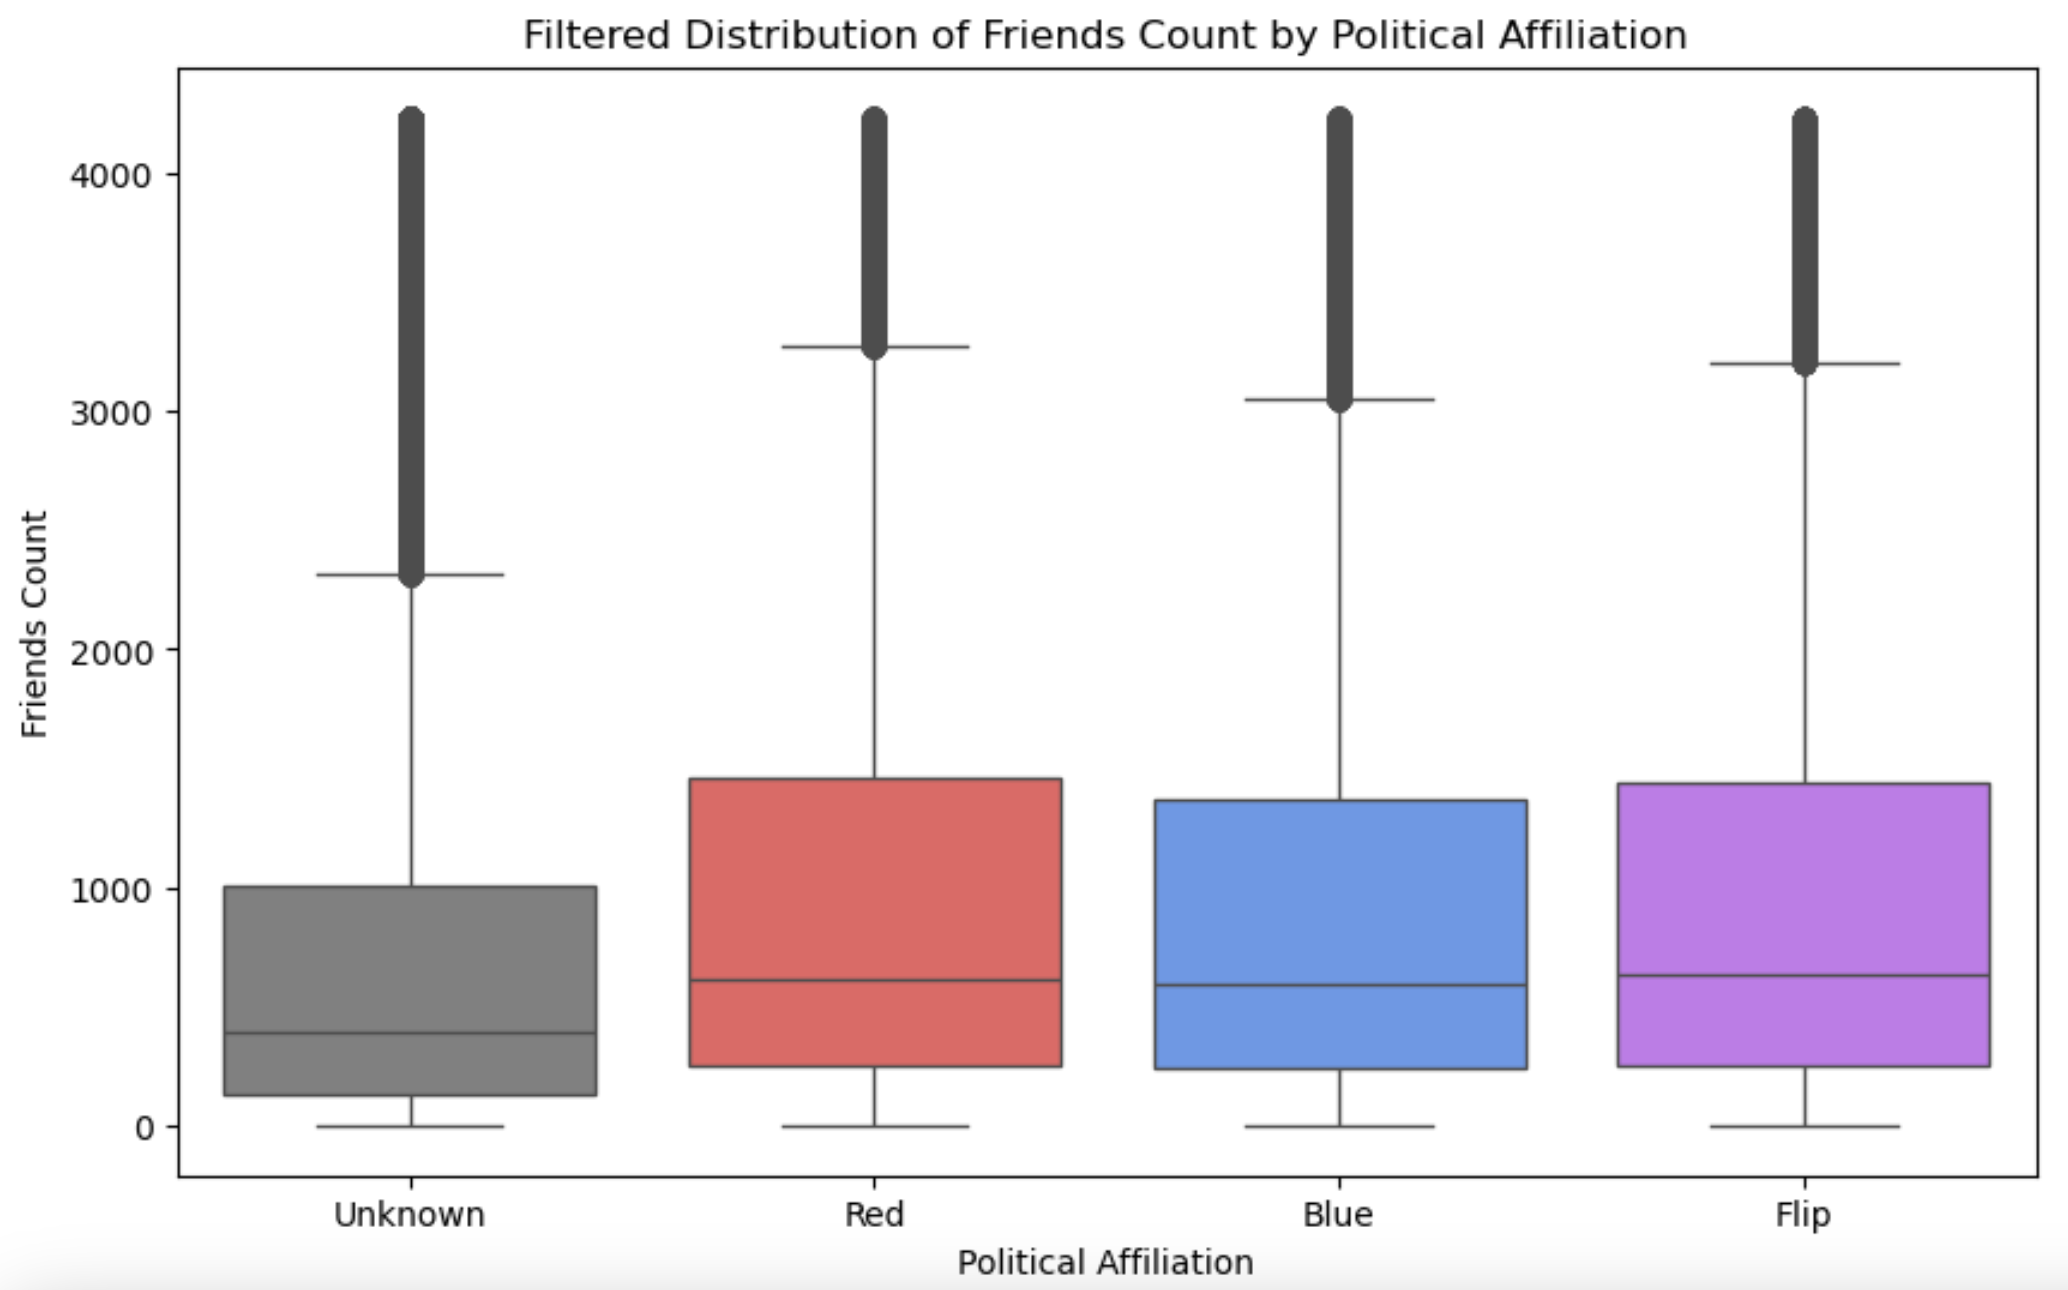 Filtered Distribution of Friends Count by Political Affiliation
Friends Count
4000
3000
2000
1000
0
Unknown Red Blue Flip
Political Affiliation